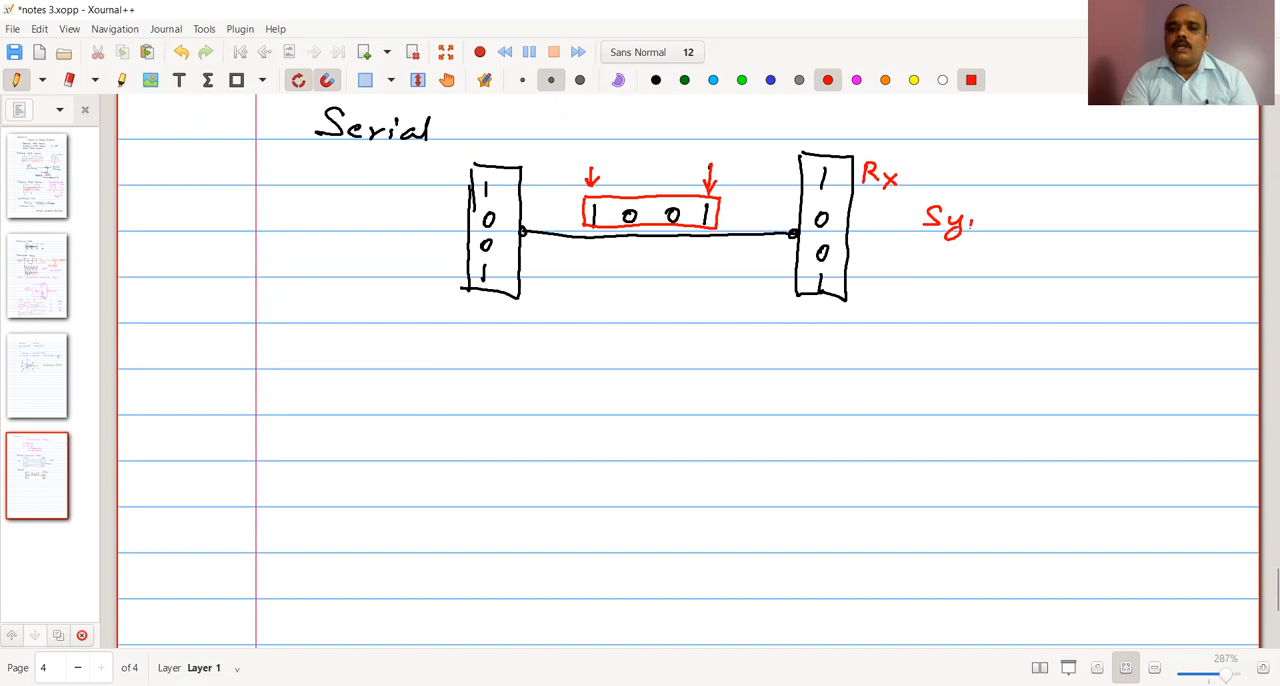 *notes 3.xopp - Xournal++
File Edit View Navigation Journal Tools Plugin Help
Sans Normal 12
Serial
1 1 0 0 1 1 Rx
0 0 Sy
0 0
1 1
287%
Page 4 of 4 Layer Layer 1